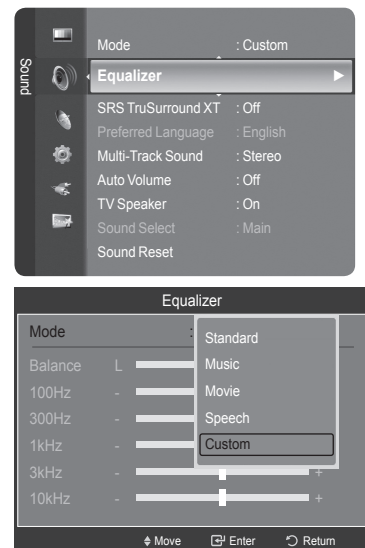 Sound
Mode : Custom
Equalizer
SRS TruSurround XT : Off
Preferred Language : English
Multi-Track Sound : Stereo
Auto Volume : Off
TV Speaker : On
Sound Select : Main
Sound Reset
Equalizer
Mode :
Standard
Balance L
Music
100Hz -
Movie
300Hz -
Speech
1kHz -
Custom
3kHz - +
10kHz - +
Move Enter Return